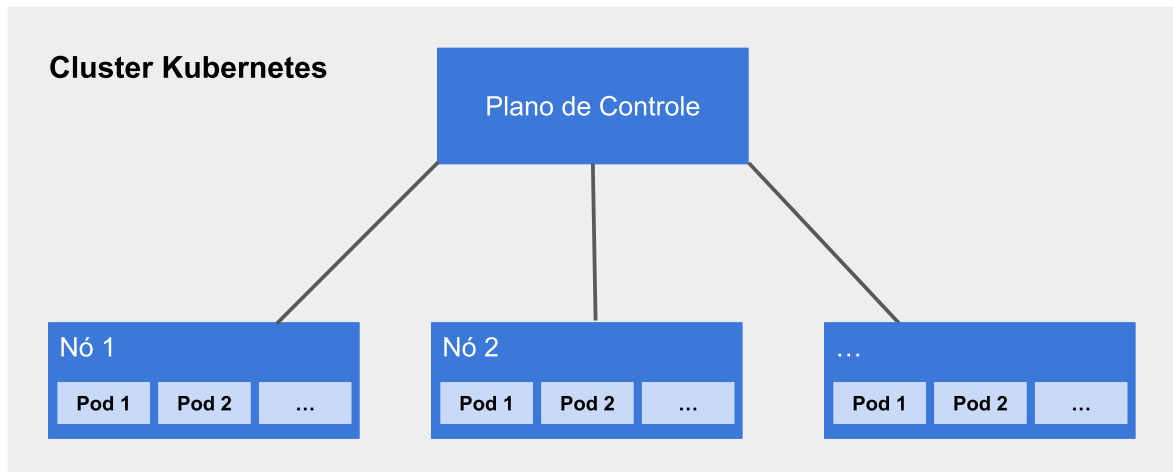 Cluster Kubernetes
Plano de Controle
Nó 1
Pod 1
Pod 2
…
Nó 2
Pod 1
Pod 2
…
…
Pod 1
Pod 2
…